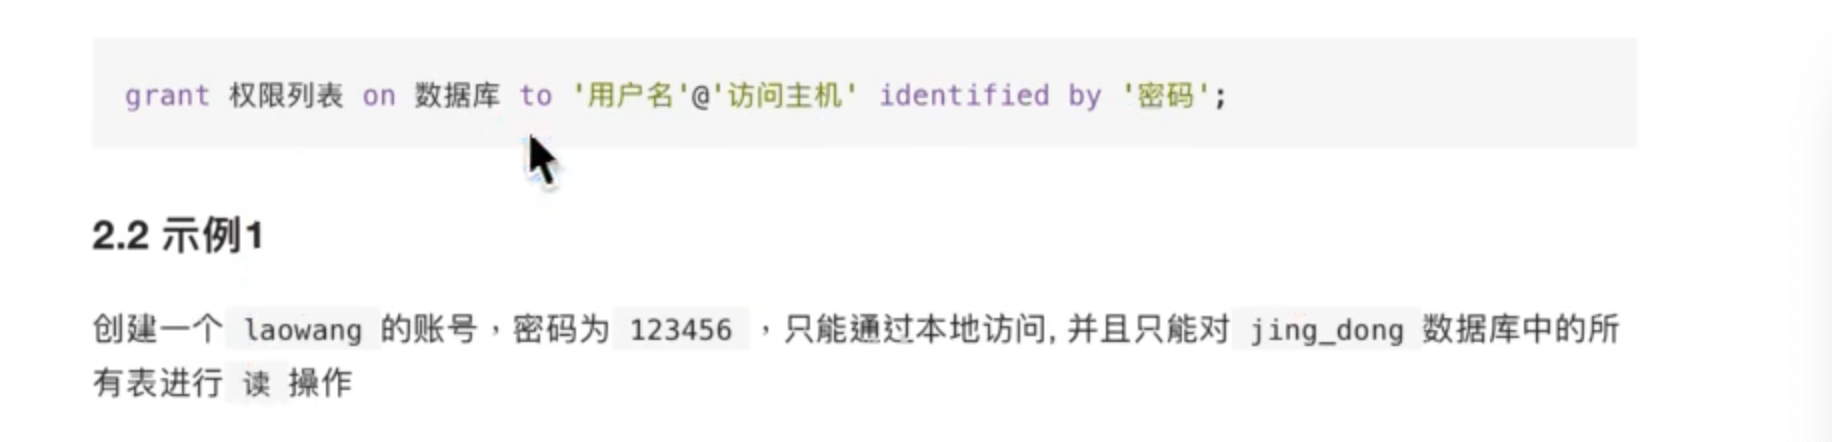 grant 权限列表 on 数据库 to '用户名'@'访问主机' identified by '密码';
2.2 示例1
创建一个 laowang 的账号，密码为 123456 ，只能通过本地访问, 并且只能对 jing_dong 数据库中的所
有表进行 读 操作